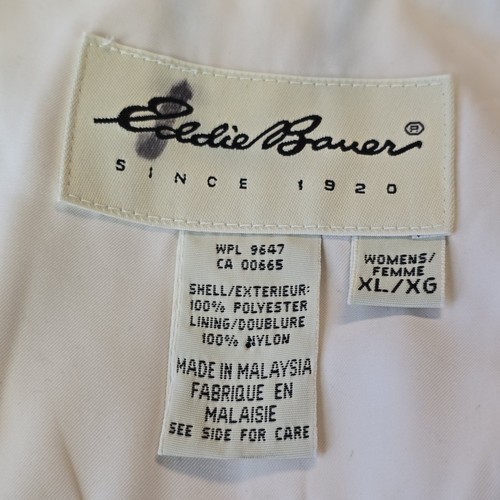 Eddie Bauer®
SINCE 1920
WPL 9647
CA 00665
SHELL/EXTERIEUR:
100% POLYESTER
LINING/DOUBLURE
100% NYLON
MADE IN MALAYSIA
FABRIQUE EN
MALAISIE
SEE SIDE FOR CARE
WOMENS/
FEMME
XL/XG